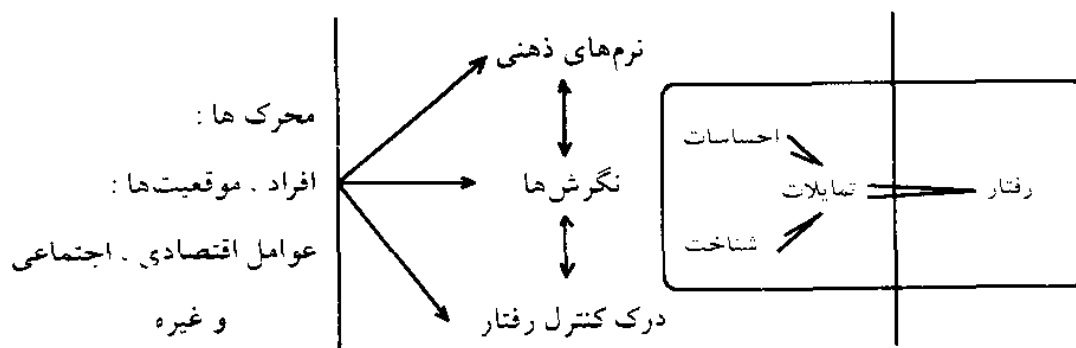 محرک ها :
افراد . موقعیت‌ها :
عوامل اقتصادی . اجتماعی
و غیره
نرم‌های ذهنی
نگرش‌ها
درک کنترل رفتار
احساسات
تمایلات
شناخت
رفتار